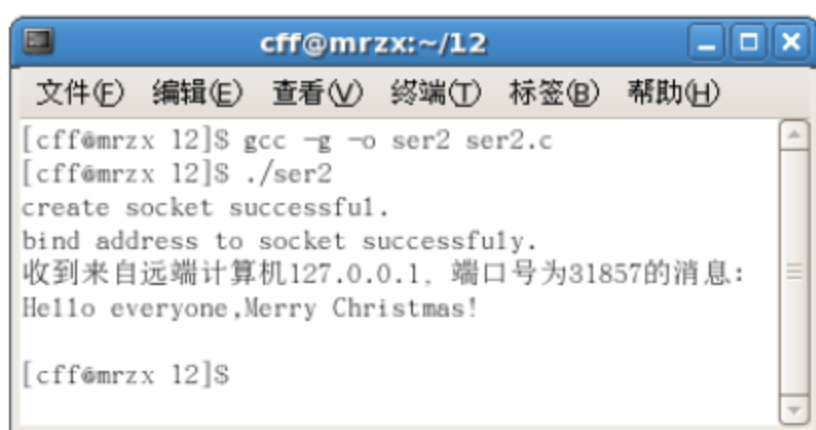 cff@mrzx:~/12
文件(F) 编辑(E) 查看(V) 终端(T) 标签(B) 帮助(H)
[cff@mrzx 12]$ gcc -g -o ser2 ser2.c
[cff@mrzx 12]$ ./ser2
create socket successful.
bind address to socket successfuly.
收到来自远端计算机127.0.0.1, 端口号为31857的消息:
Hello everyone,Merry Christmas!
[cff@mrzx 12]$